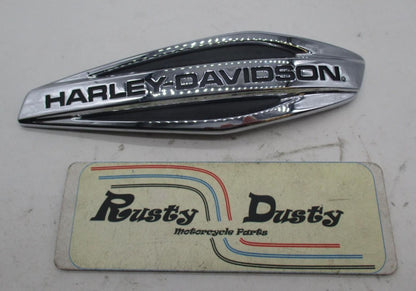 HARLEY-DAVIDSON®
Rusty Dusty
Motorcycle Parts